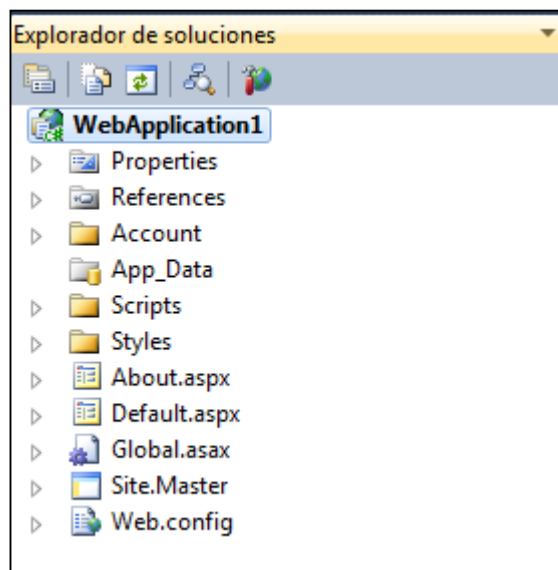 Explorador de soluciones
WebApplication1
Properties
References
Account
App_Data
Scripts
Styles
About.aspx
Default.aspx
Global.asax
Site.Master
Web.config